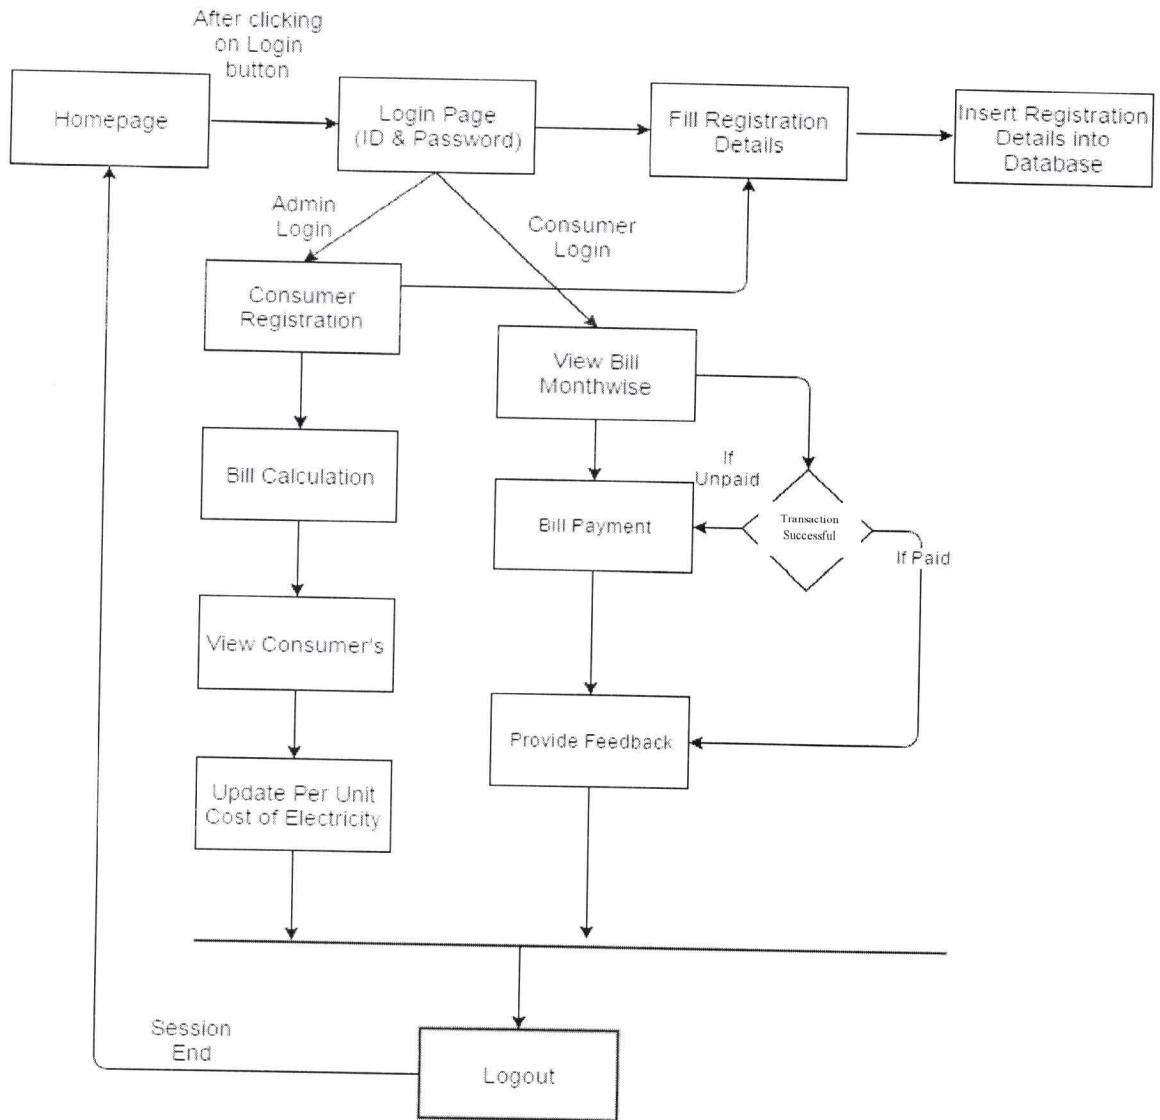 After clicking
on Login
button
Homepage
Login Page
(ID & Password)
Fill Registration
Details
Insert Registration
Details into
Database
Admin
Login
Consumer
Login
Consumer
Registration
View Bill
Monthwise
If
Unpaid
Bill Calculation
Bill Payment
Transaction
Successful
If Paid
View Consumer's
Provide Feedback
Update Per Unit
Cost of Electricity
Session
End
Logout